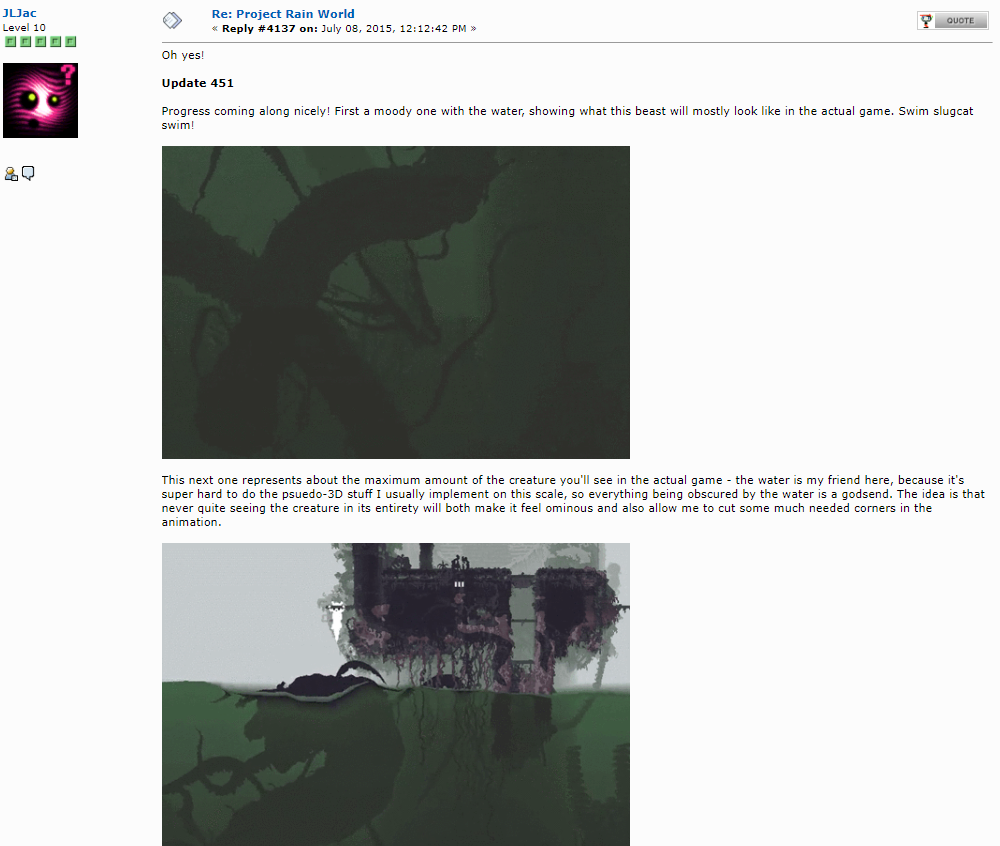 JLJac
Level 10
Re: Project Rain World
« Reply #4137 on: July 08, 2015, 12:12:42 PM »
QUOTE
Oh yes!
Update 451
Progress coming along nicely! First a moody one with the water, showing what this beast will mostly look like in the actual game. Swim slugcat
swim!
This next one represents about the maximum amount of the creature you'll see in the actual game - the water is my friend here, because it's
super hard to do the psuedo-3D stuff I usually implement on this scale, so everything being obscured by the water is a godsend. The idea is that
never quite seeing the creature in its entirety will both make it feel ominous and also allow me to cut some much needed corners in the
animation.